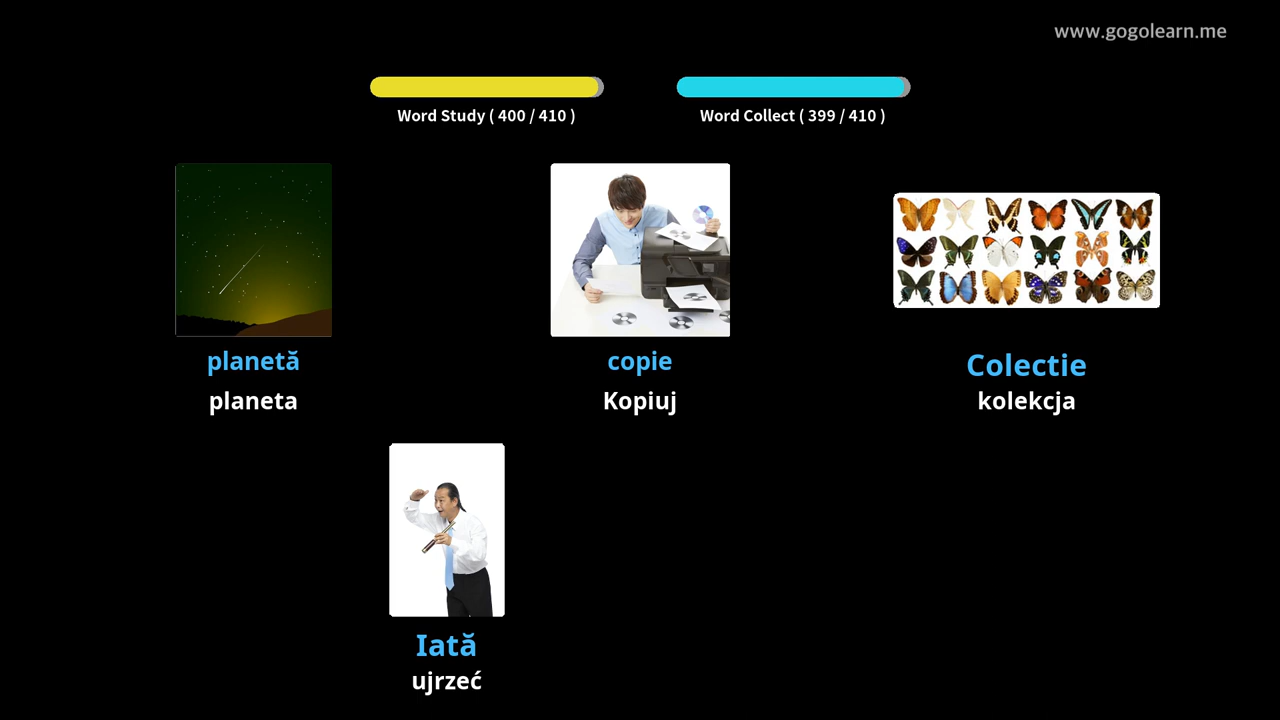 www.gogolearn.me
Word Study ( 400 / 410 )
Word Collect ( 399 / 410 )
planetă
planeta
copie
Kopiuj
Colectie
kolekcja
Iată
ujrzeć